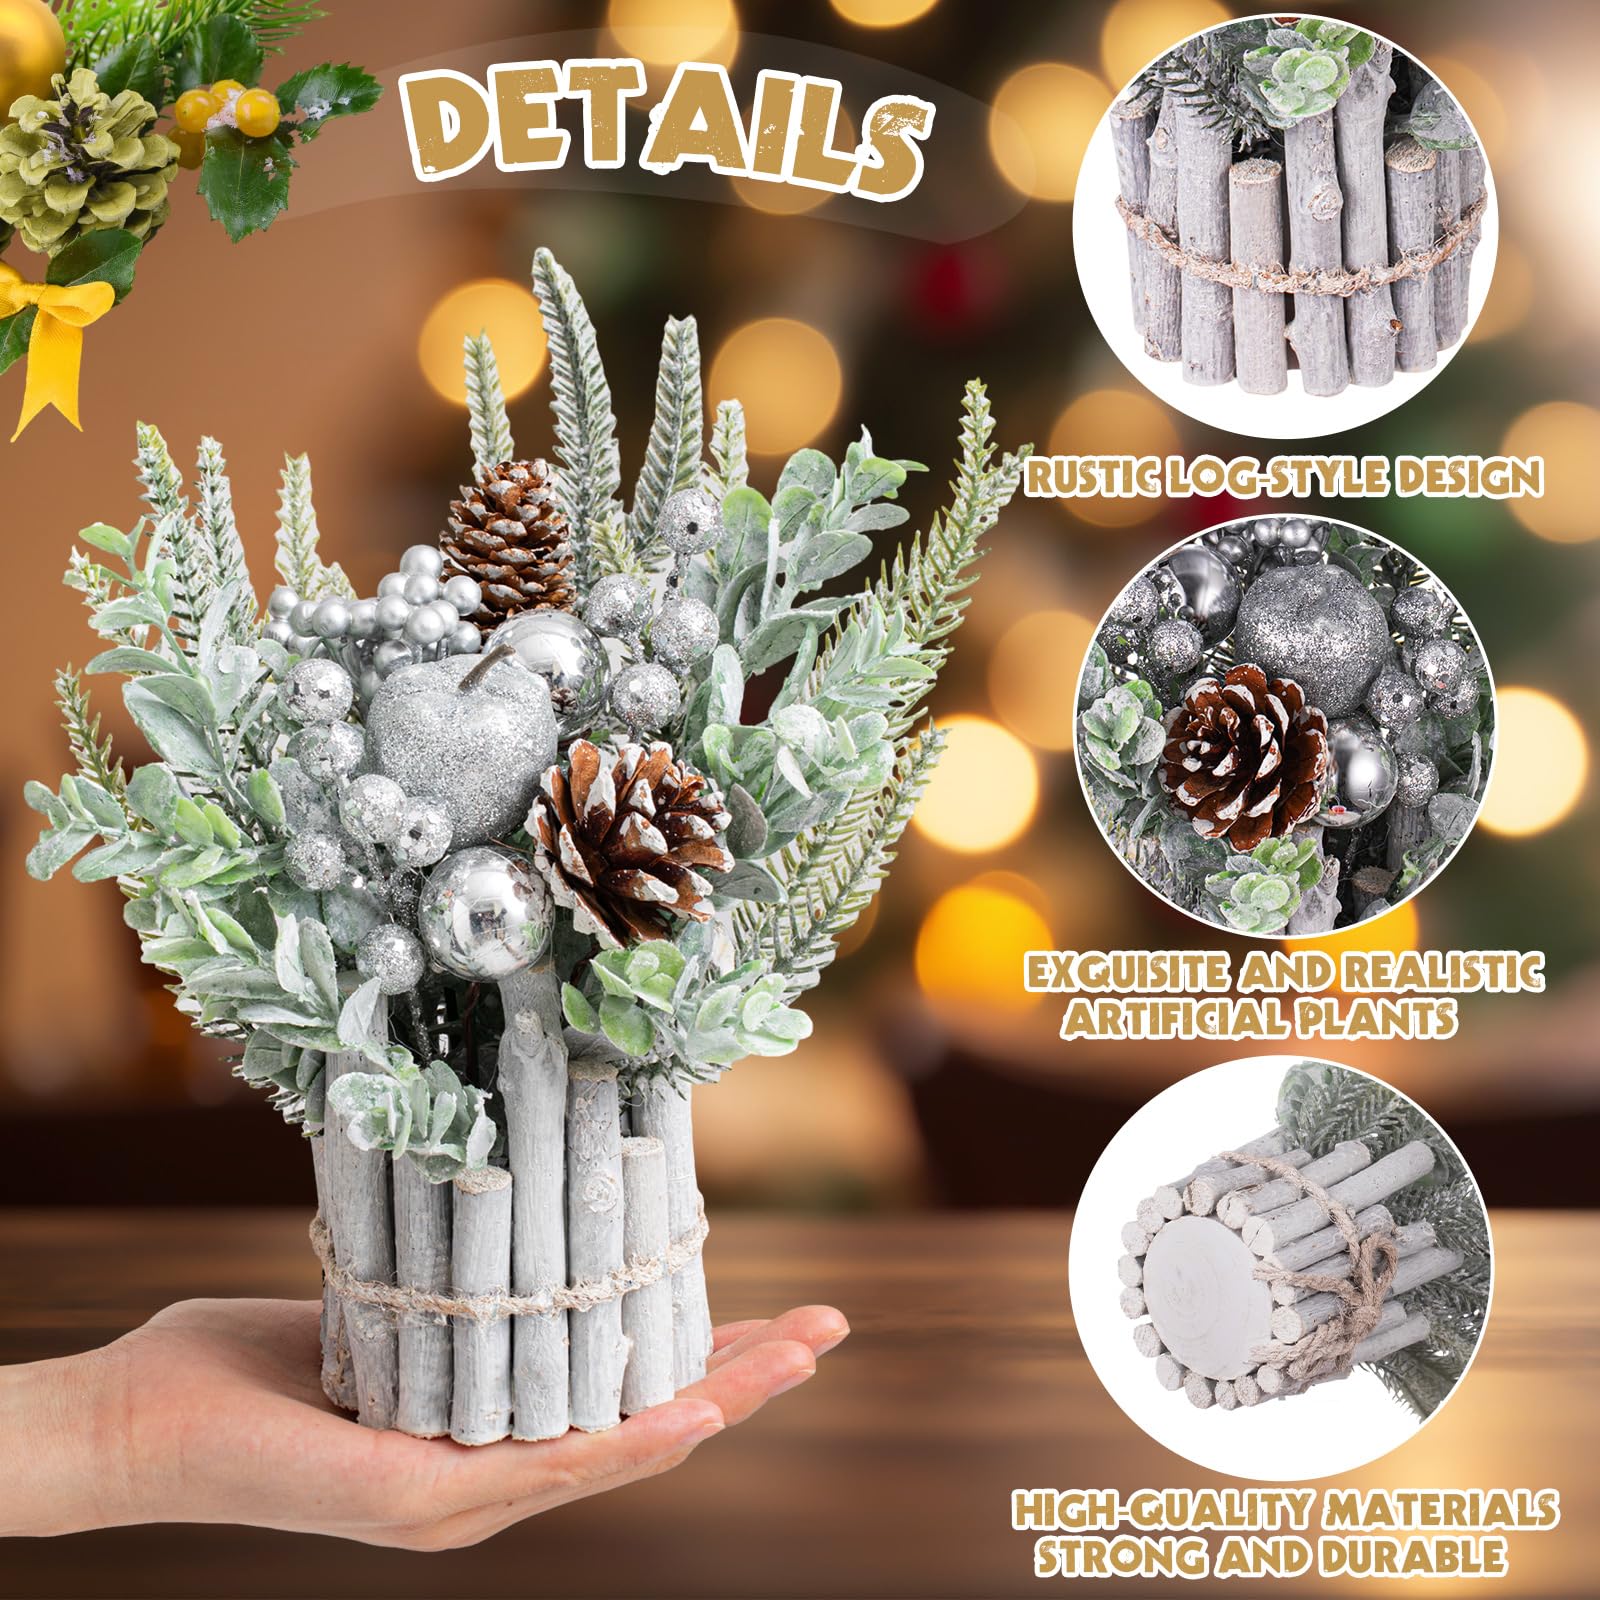 DETAILS
RUSTIC LOG-STYLE DESIGN
EXQUISITE AND REALISTIC
ARTIFICIAL PLANTS
HIGH-QUALITY MATERIALS
STRONG AND DURABLE